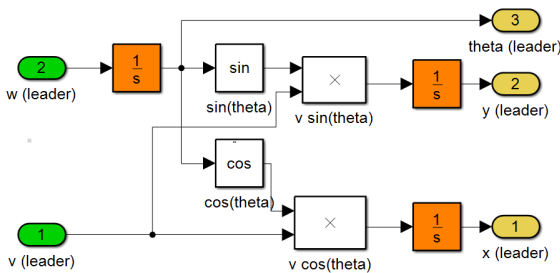 3
theta (leader)
2
w (leader)
1
s
sin
sin(theta)
×
v sin(theta)
1
s
2
y (leader)
cos
cos(theta)
1
v (leader)
×
v cos(theta)
1
s
1
x (leader)